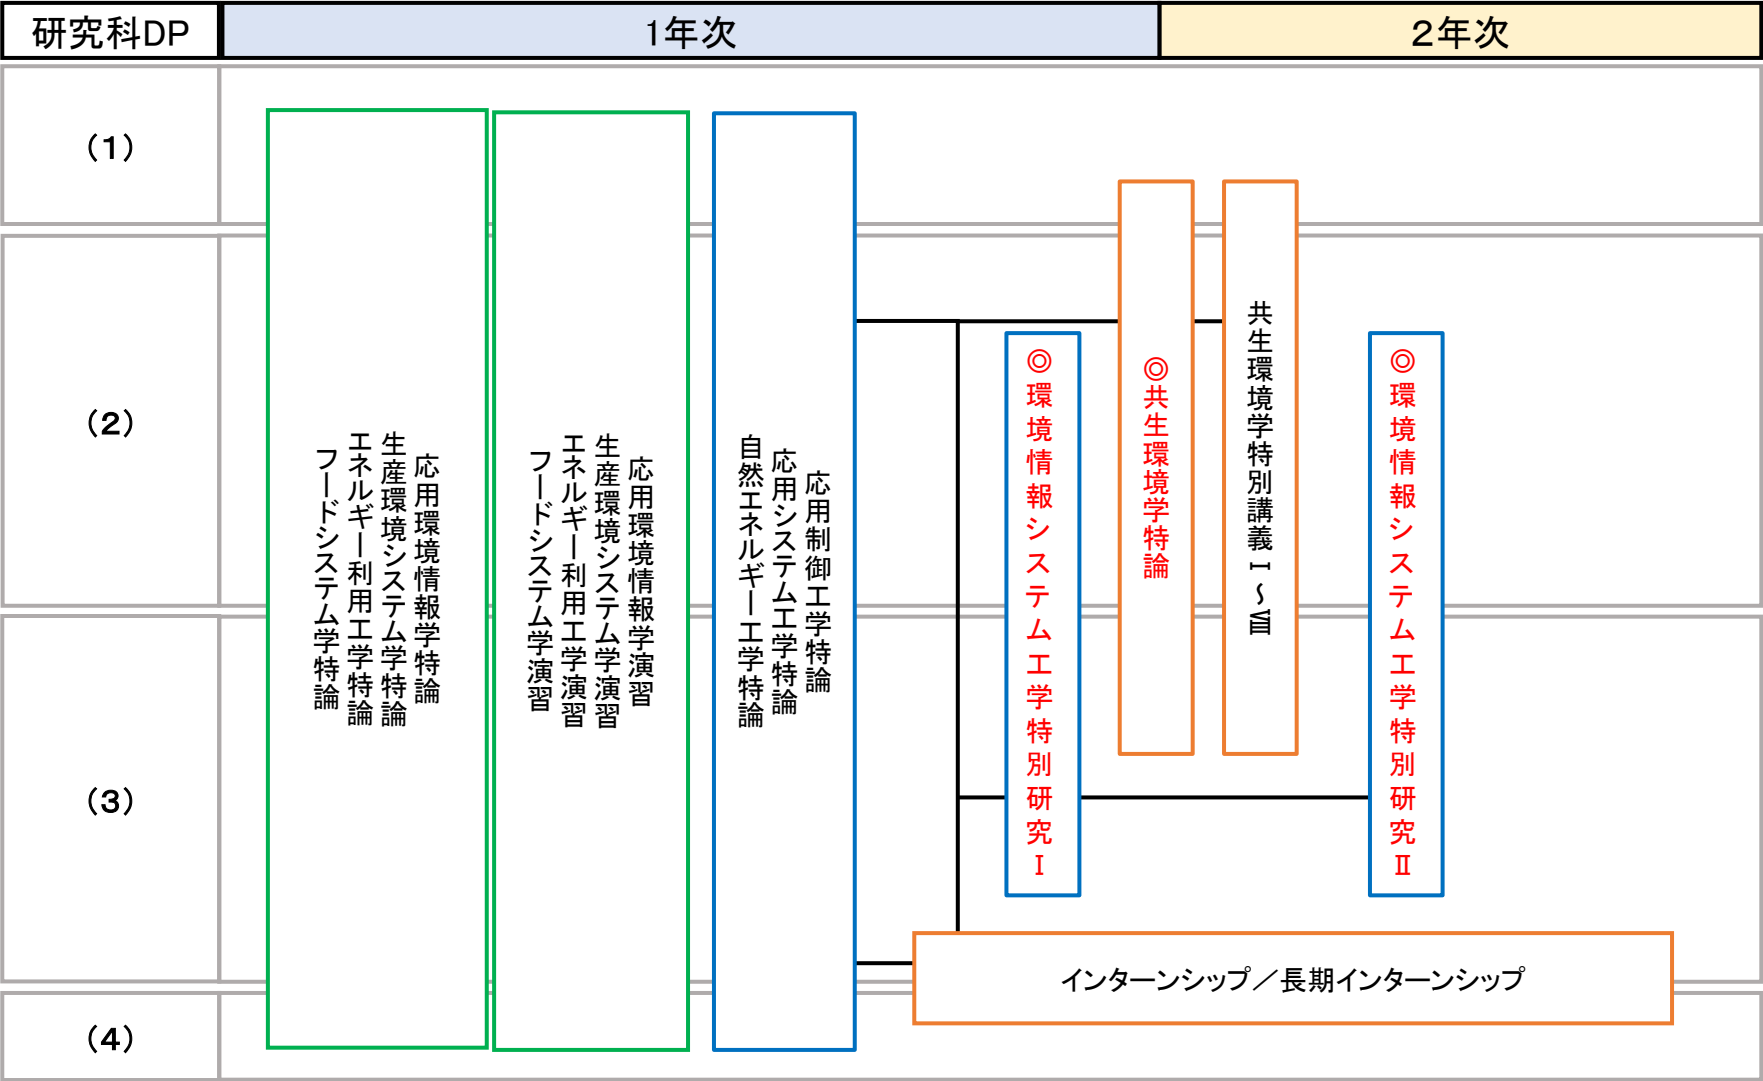 研究科DP
1年次
2年次
（1）
（2）
（3）
（4）
応用環境情報学特論
生産環境システム学特論
エネルギー利用工学特論
フードシステム学特論
応用環境情報学演習
生産環境システム学演習
エネルギー利用工学演習
フードシステム学演習
応用制御工学特論
応用システム工学特論
自然エネルギー工学特論
◎環境情報システム工学特別研究Ⅰ
◎共生環境学特論
共生環境学特別講義Ⅰ～Ⅷ
◎環境情報システム工学特別研究Ⅱ
インターンシップ／長期インターンシップ